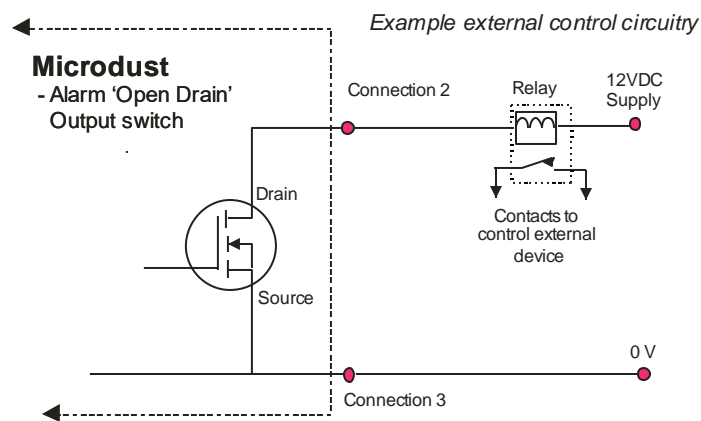 Example external control circuitry
Microdust
- Alarm ‘Open Drain’
Output switch
Connection 2
Relay
12VDC
Supply
Drain
Contacts to
control external
device
Source
0 V
Connection 3